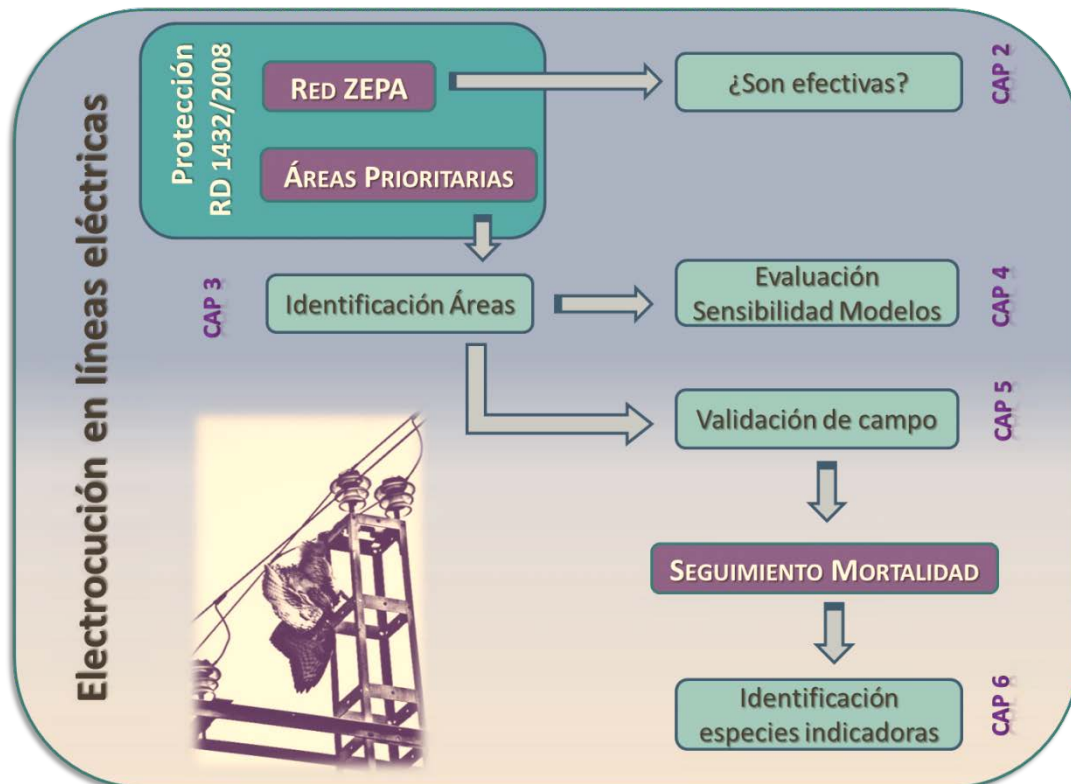 Electrocución en líneas eléctricas
Protección
RD 1432/2008
RED ZEPA
ÁREAS PRIORITARIAS
¿Son efectivas?
CAP 2
CAP 3
Identificación Áreas
Evaluación
Sensibilidad Modelos
CAP 4
Validación de campo
CAP 5
SEGUIMIENTO MORTALIDAD
Identificación
especies indicadoras
CAP 6